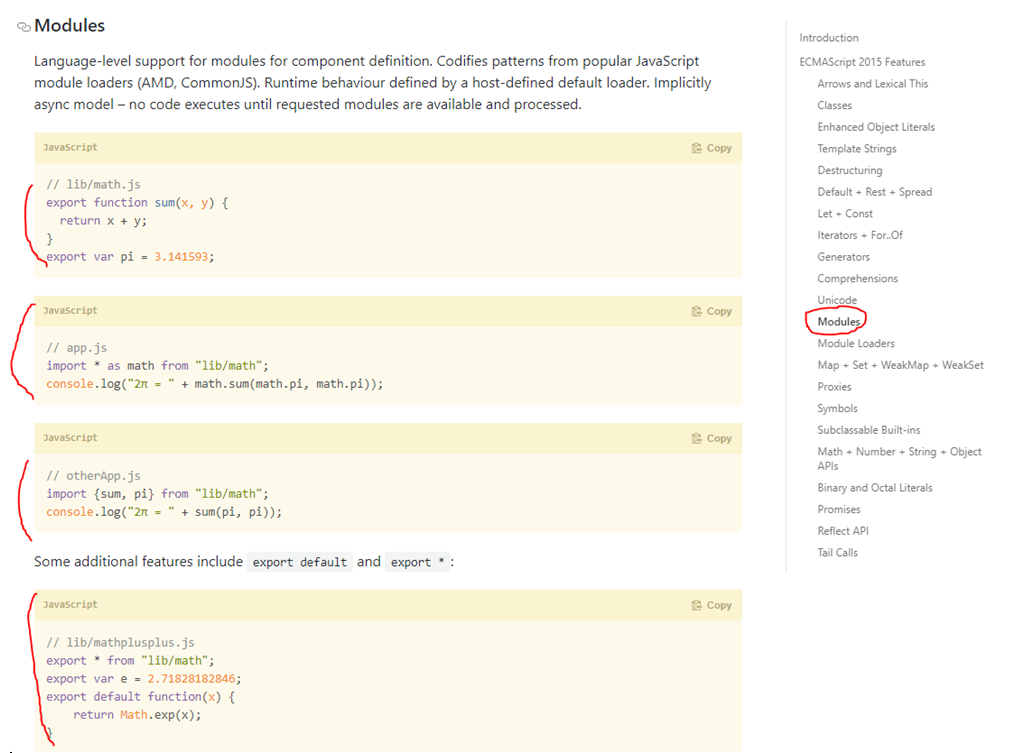 Modules
Language-level support for modules for component definition. Codifies patterns from popular JavaScript
module loaders (AMD, CommonJS). Runtime behaviour defined by a host-defined default loader. Implicitly
async model – no code executes until requested modules are available and processed.
JavaScript
Copy
// lib/math.js
export function sum(x, y) {
  return x + y;
}
export var pi = 3.141593;
JavaScript
Copy
// app.js
import * as math from "lib/math";
console.log("2π = " + math.sum(math.pi, math.pi));
JavaScript
Copy
// otherApp.js
import {sum, pi} from "lib/math";
console.log("2π = " + sum(pi, pi));
Some additional features include export default and export *:
JavaScript
Copy
// lib/mathplusplus.js
export * from "lib/math";
export var e = 2.71828182846;
export default function(x) {
    return Math.exp(x);
}
Introduction
ECMAScript 2015 Features
Arrows and Lexical This
Classes
Enhanced Object Literals
Template Strings
Destructuring
Default + Rest + Spread
Let + Const
Iterators + For..Of
Generators
Comprehensions
Unicode
Modules
Module Loaders
Map + Set + WeakMap + WeakSet
Proxies
Symbols
Subclassable Built-ins
Math + Number + String + Object
APIs
Binary and Octal Literals
Promises
Reflect API
Tail Calls